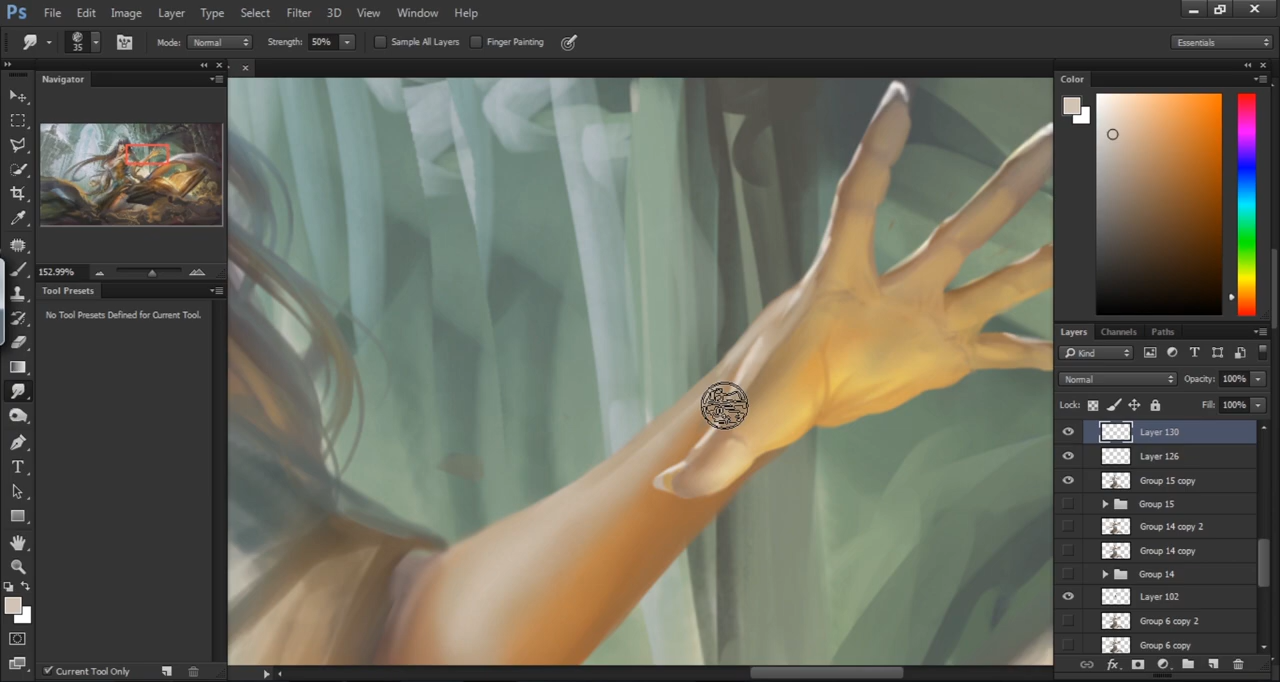 Ps File Edit Image Layer Type Select Filter 3D View Window Help
35 Mode: Normal Strength: 50% Sample All Layers Finger Painting Essentials
Navigator
152.99%
Tool Presets
No Tool Presets Defined for Current Tool.
Current Tool Only
Color
Layers Channels Paths
Kind
Normal Opacity: 100%
Lock: Fill: 100%
Layer 130
Layer 126
Group 15 copy
Group 15
Group 14 copy 2
Group 14 copy
Group 14
Layer 102
Group 6 copy 2
Group 6 copy